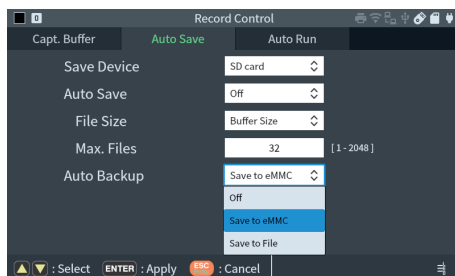 0 Record Control
Capt. Buffer Auto Save Auto Run
Save Device SD card
Auto Save Off
File Size Buffer Size
Max. Files 32 [ 1 - 2048 ]
Auto Backup Save to eMMC
Off
Save to eMMC
Save to File
: Select ENTER : Apply ESC : Cancel